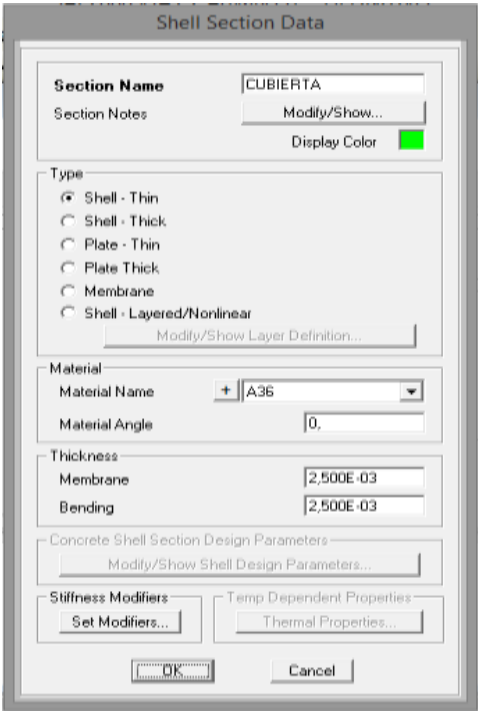 Shell Section Data
Section Name CUBIERTA
Section Notes Modify/Show...
Display Color
Type
Shell - Thin
Shell - Thick
Plate - Thin
Plate Thick
Membrane
Shell - Layered/Nonlinear
Modify/Show Layer Definition...
Material
Material Name + A36
Material Angle 0,
Thickness
Membrane 2,500E-03
Bending 2,500E-03
Concrete Shell Section Design Parameters
Modify/Show Shell Design Parameters...
Stiffness Modifiers Temp Dependent Properties
Set Modifiers... Thermal Properties...
OK Cancel